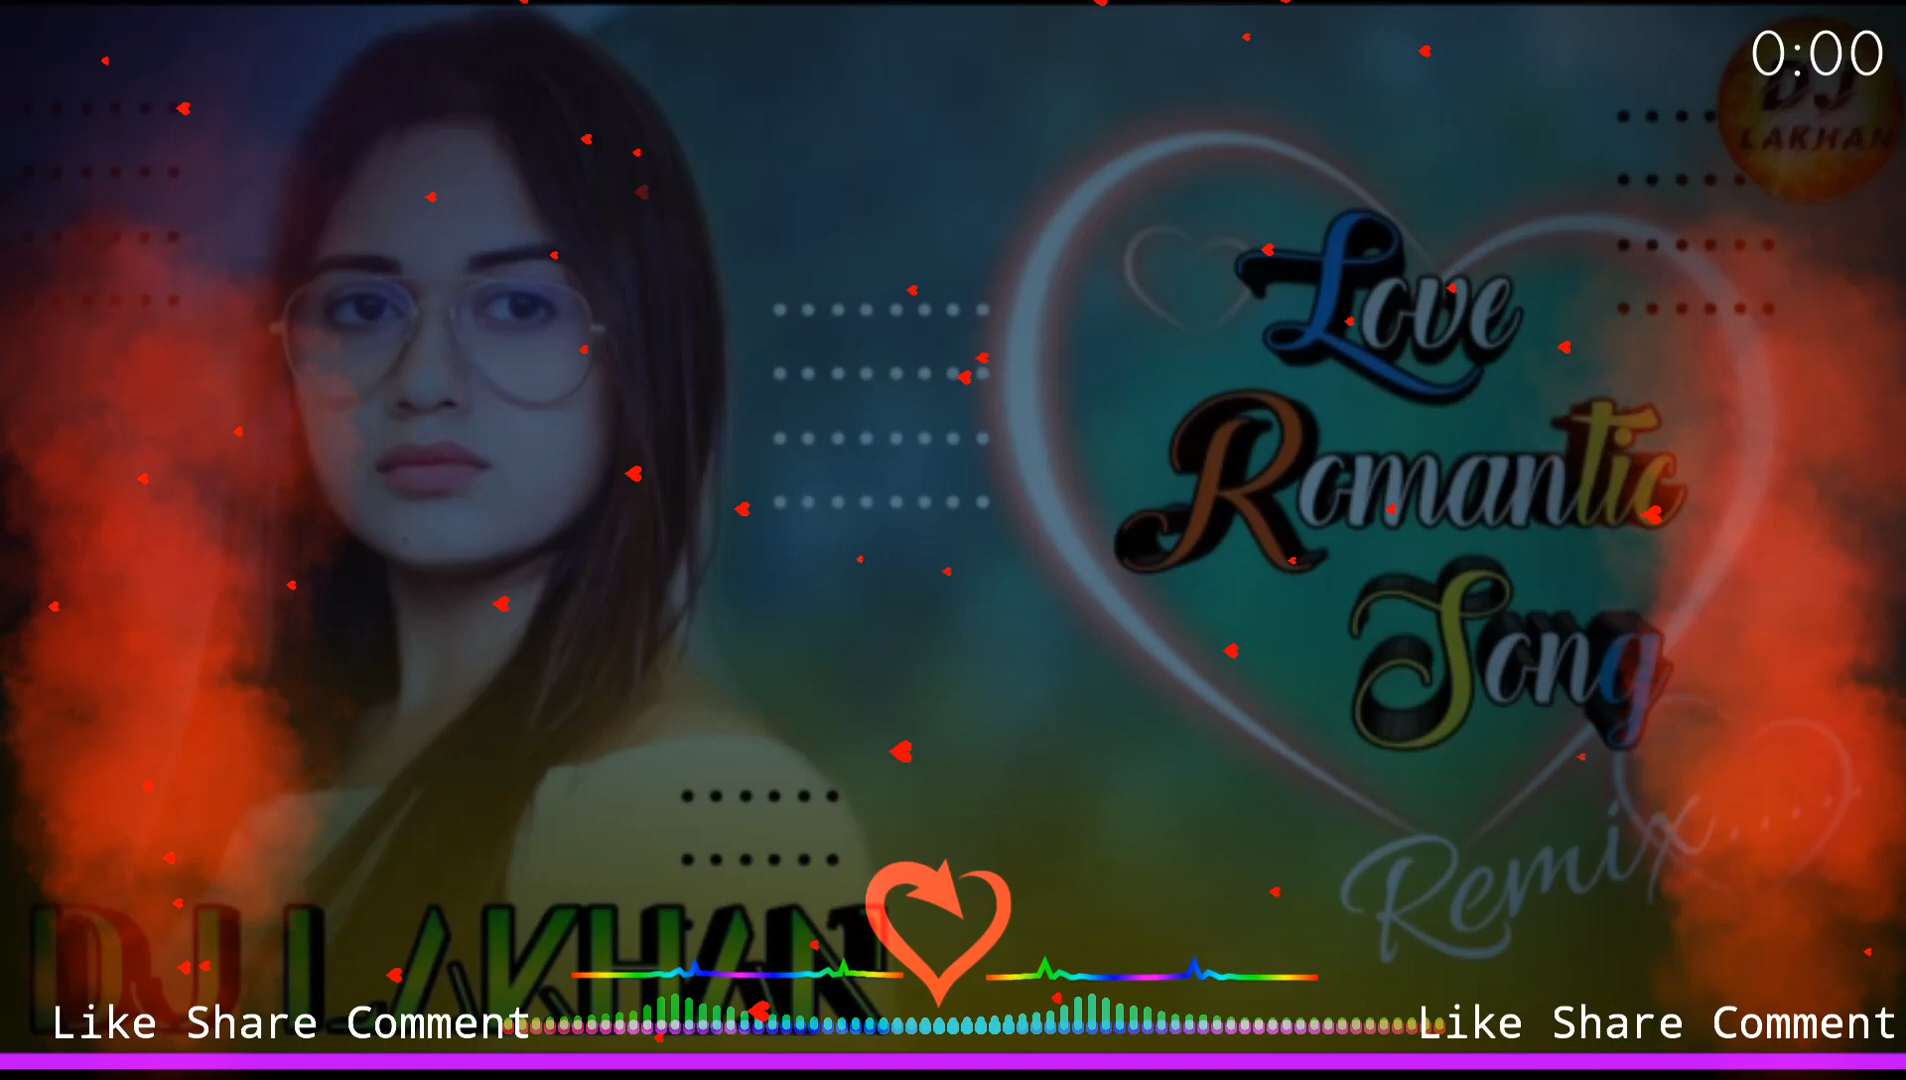 0:00
DJ
LAKHAN
Love
Romantic
Song
Remix....
DJ LAKHAN
Like Share Comment
Like Share Comment